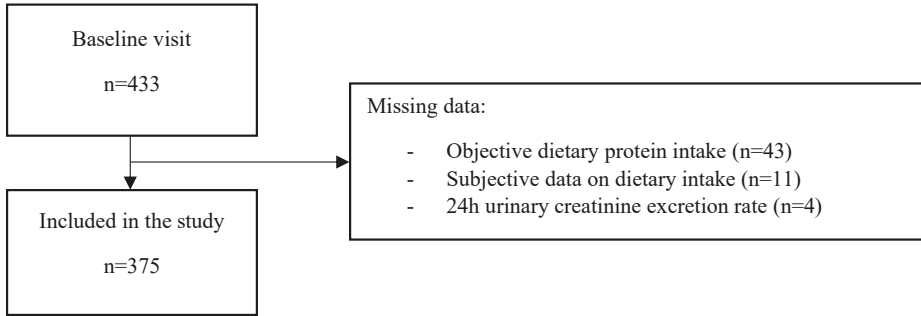 Baseline visit
n=433
Missing data:
- Objective dietary protein intake (n=43)
- Subjective data on dietary intake (n=11)
- 24h urinary creatinine excretion rate (n=4)
Included in the study
n=375